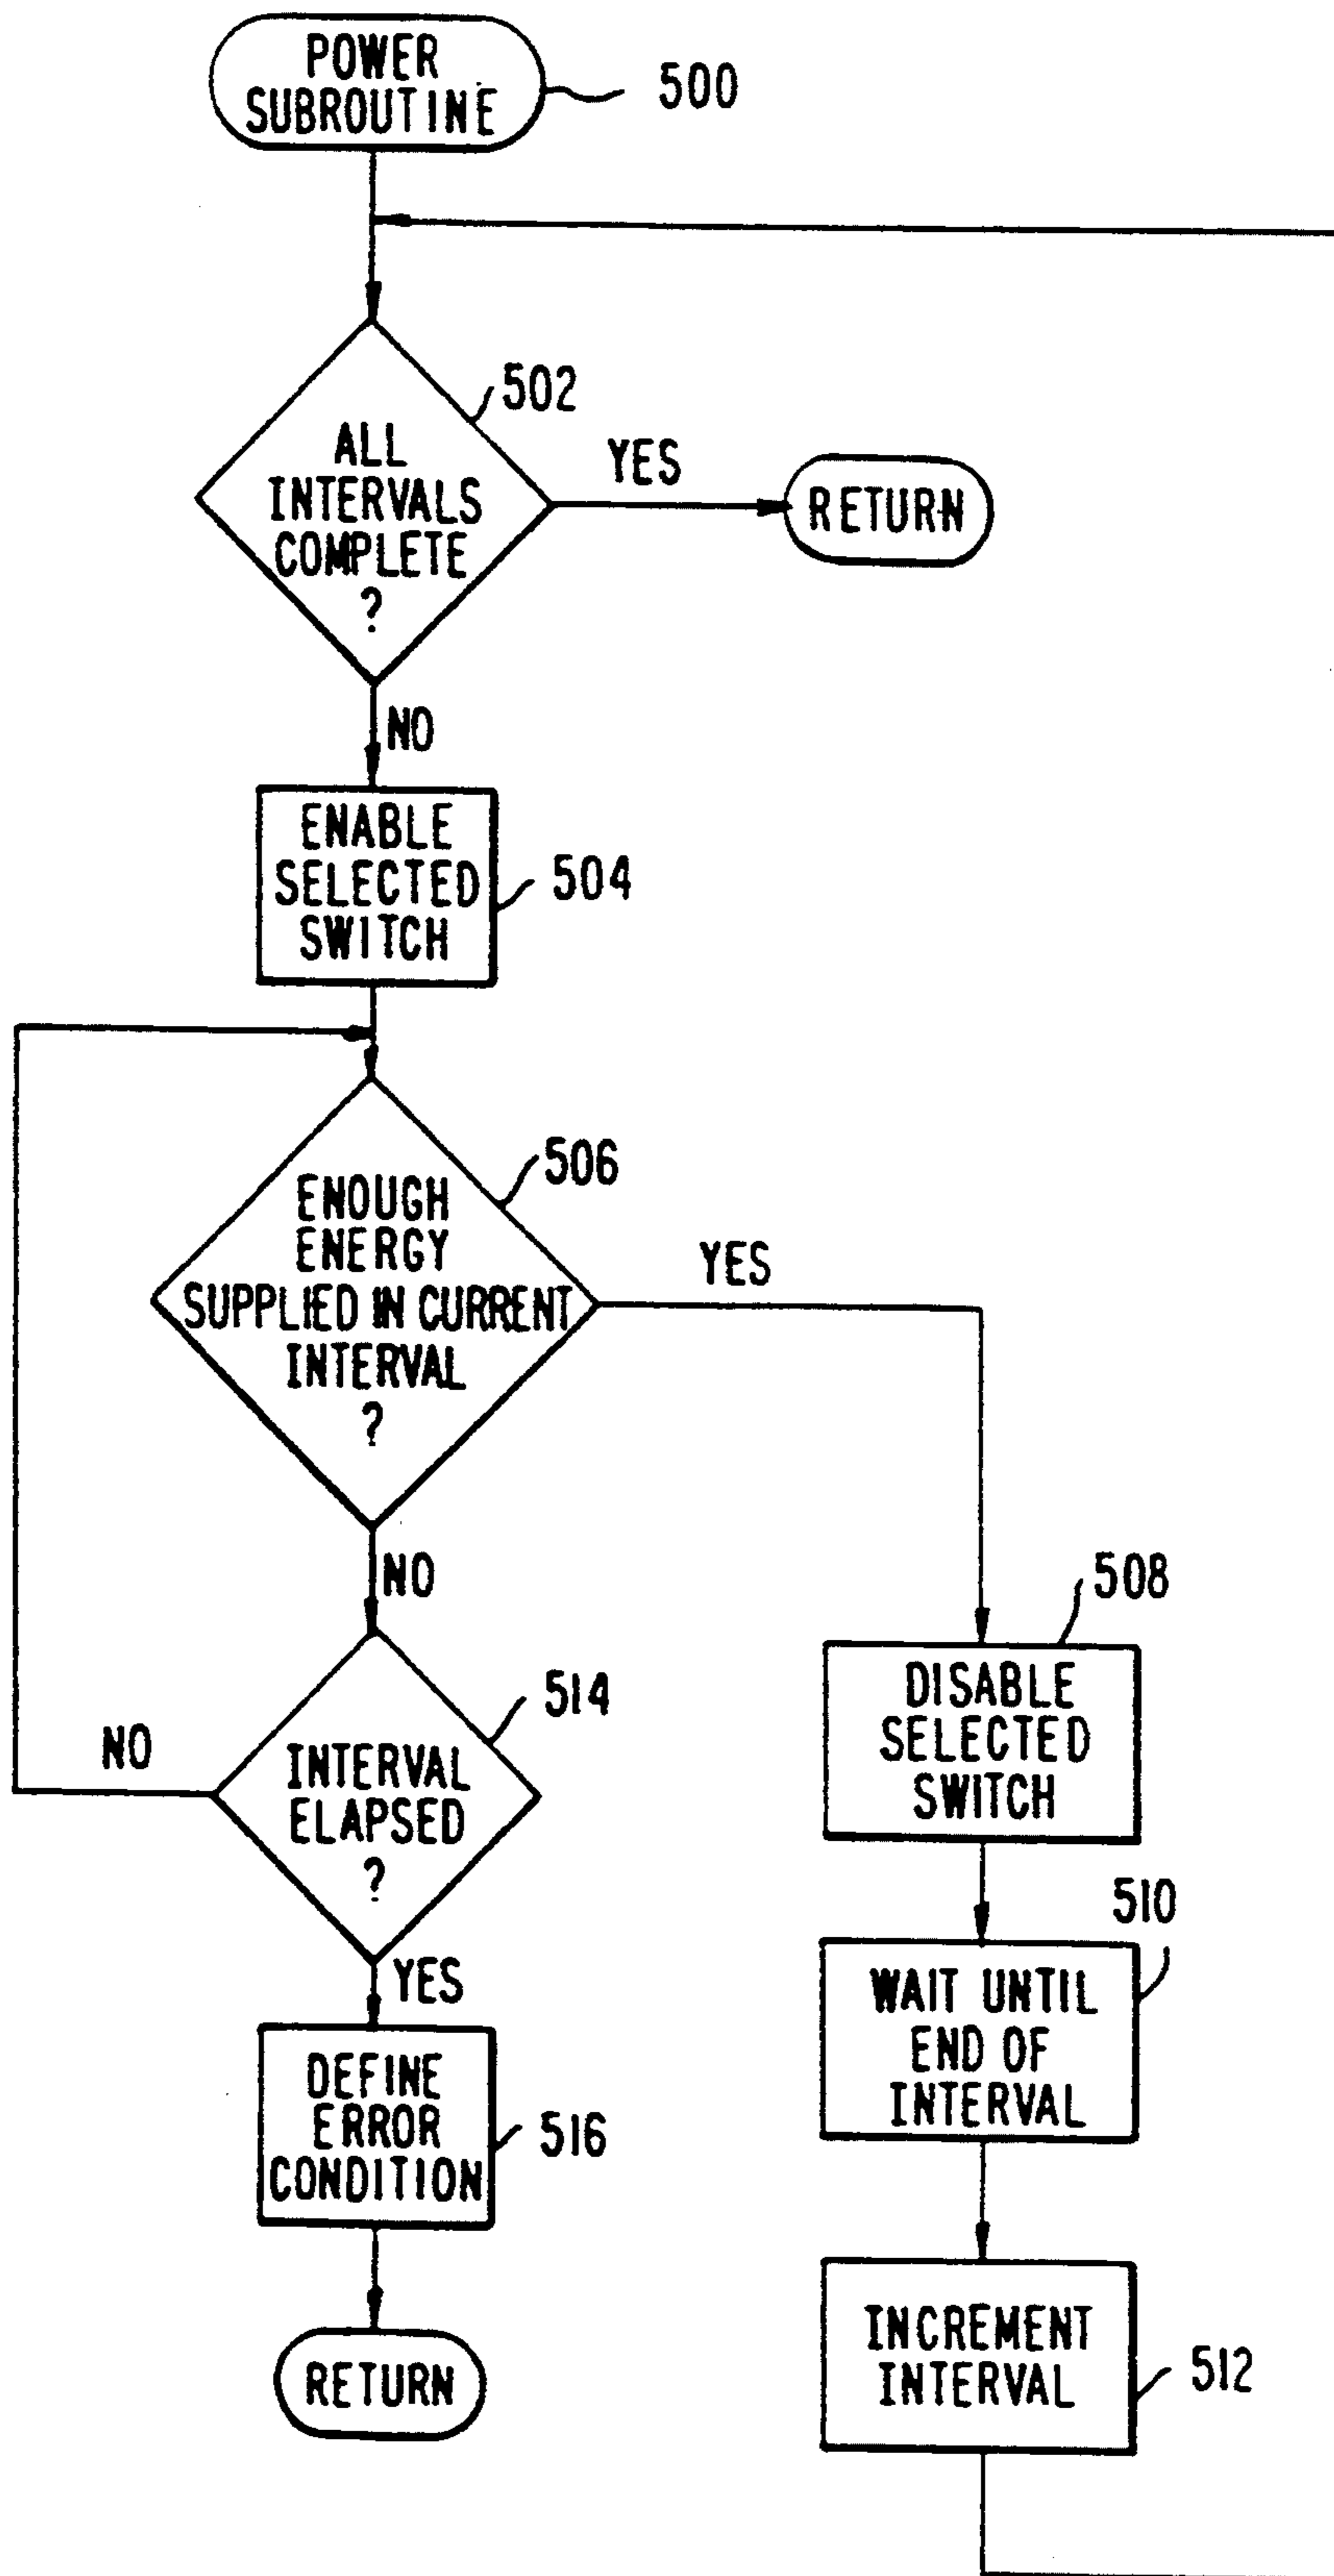 POWER
SUBROUTINE
500
502
ALL
INTERVALS
COMPLETE
?
YES
RETURN
NO
ENABLE
SELECTED
SWITCH
504
506
ENOUGH
ENERGY
SUPPLIED IN CURRENT
INTERVAL
?
YES
NO
514
INTERVAL
ELAPSED
?
NO
YES
DEFINE
ERROR
CONDITION
516
RETURN
508
DISABLE
SELECTED
SWITCH
510
WAIT UNTIL
END OF
INTERVAL
INCREMENT
INTERVAL
512